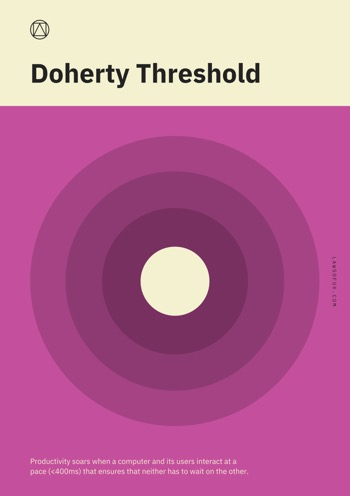 Doherty Threshold
LAWSOFUX.COM
Productivity soars when a computer and its users interact at a
pace (<400ms) that ensures that neither has to wait on the other.